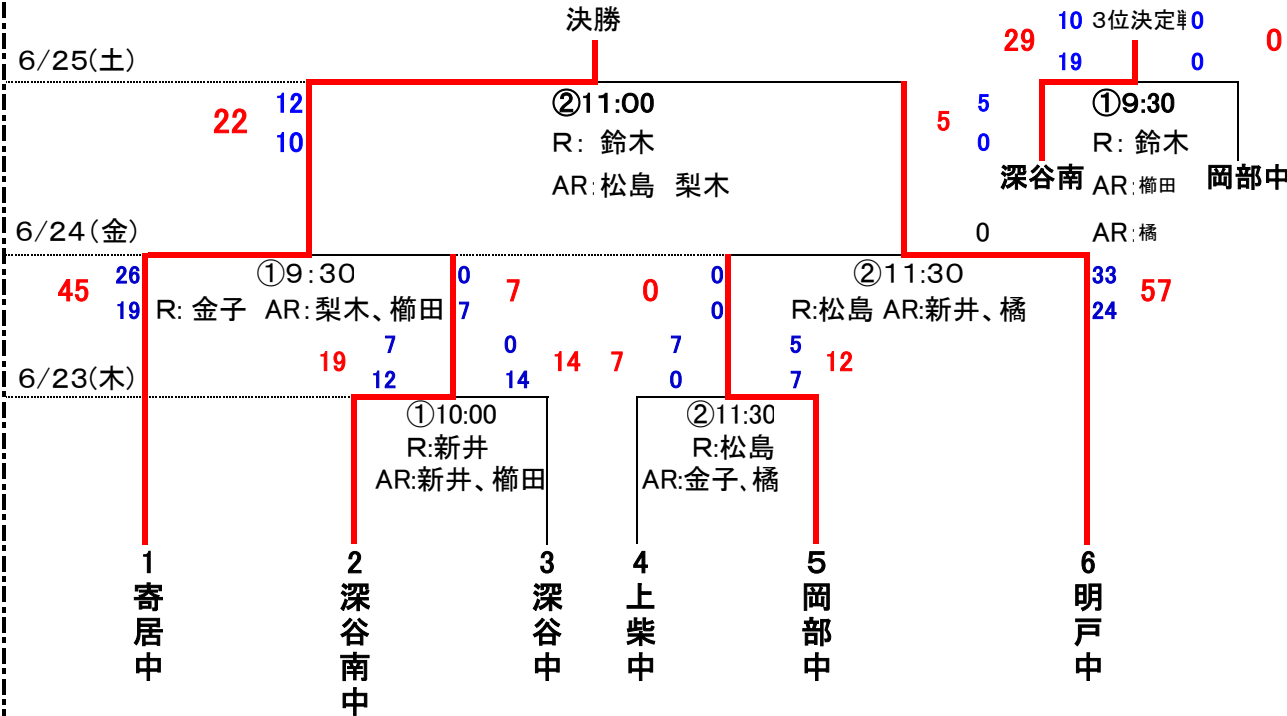 決勝
10 3位決定戦 0
29 0
6/25(土)
19 0
22 12
10
②11:00
R: 鈴木
AR:松島 梨木
5 5
0
①9:30
R: 鈴木
深谷南 AR:櫛田 岡部中
6/24(金)
0 AR:橘
45 26
19
①9:30
R: 金子 AR:梨木、櫛田
0 7
7
0 0
0
②11:30
R:松島 AR:新井、橘
33 57
24
19 7 0 14
12 14
7 7 5 12
0 7
6/23(木)
①10:00
R:新井
AR:新井、櫛田
②11:30
R:松島
AR:金子、橘
1 寄居中
2 深谷南中
3 深谷中
4 上柴中
5 岡部中
6 明戸中